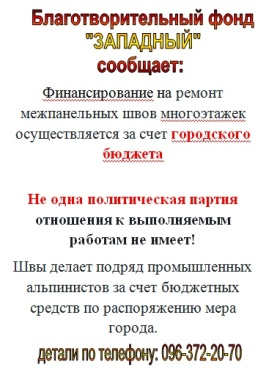 Благотворительный фонд
"ЗАПАДНЫЙ"
сообщает:
Финансирование на ремонт
межпанельных швов многоэтажек
осуществляется за счет городского
бюджета
Не одна политическая партия
отношения к выполняемым
работам не имеет!
Швы делает подряд промышленных
альпинистов за счет бюджетных
средств по распоряжению мера
города.
детали по телефону: 096-372-20-70